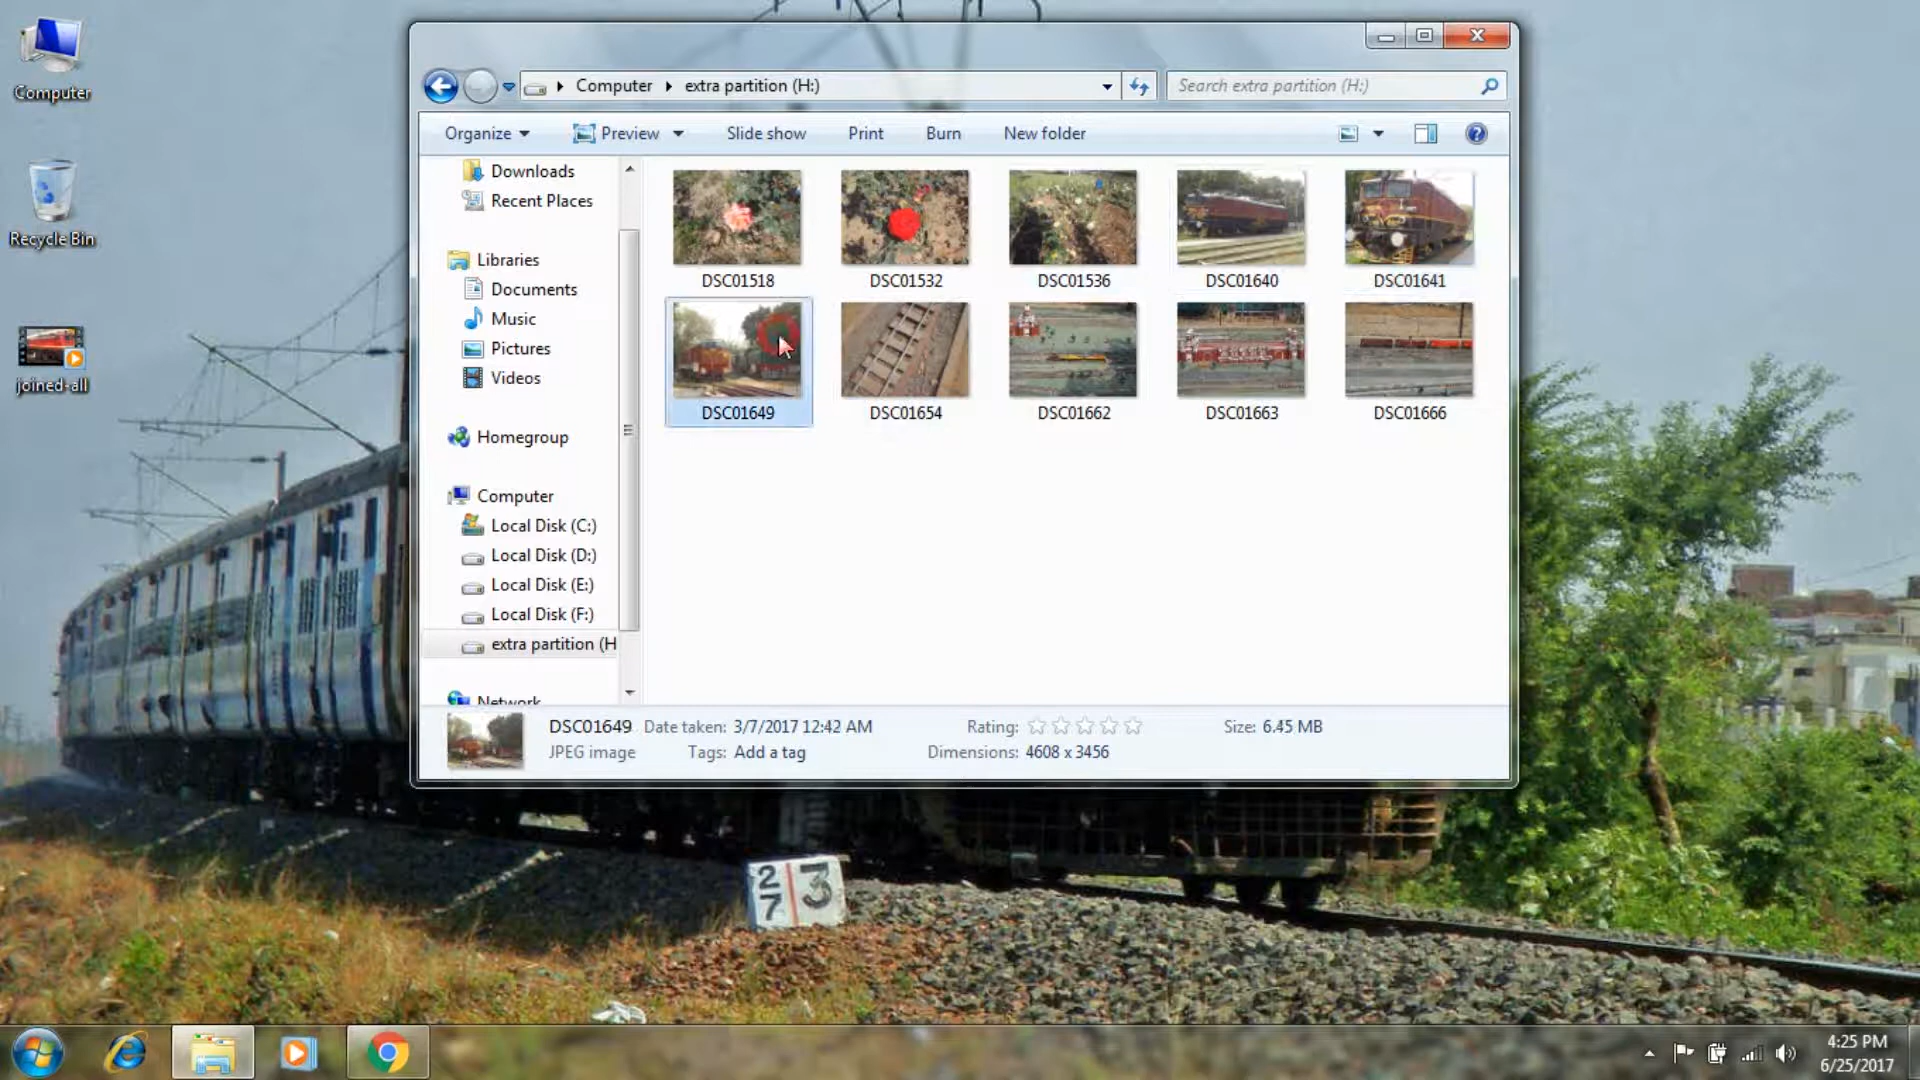 Computer
Recycle Bin
joined-all
Computer extra partition (H:)
Search extra partition (H:)
Organize Preview Slide show Print Burn New folder
Downloads
Recent Places
Libraries
Documents
Music
Pictures
Videos
Homegroup
Computer
Local Disk (C:)
Local Disk (D:)
Local Disk (E:)
Local Disk (F:)
extra partition (H
Network
DSC01518 DSC01532 DSC01536 DSC01640 DSC01641
DSC01649 DSC01654 DSC01662 DSC01663 DSC01666
DSC01649 Date taken: 3/7/2017 12:42 AM Rating: Size: 6.45 MB
JPEG image Tags: Add a tag Dimensions: 4608 x 3456
27 3
4:25 PM
6/25/2017